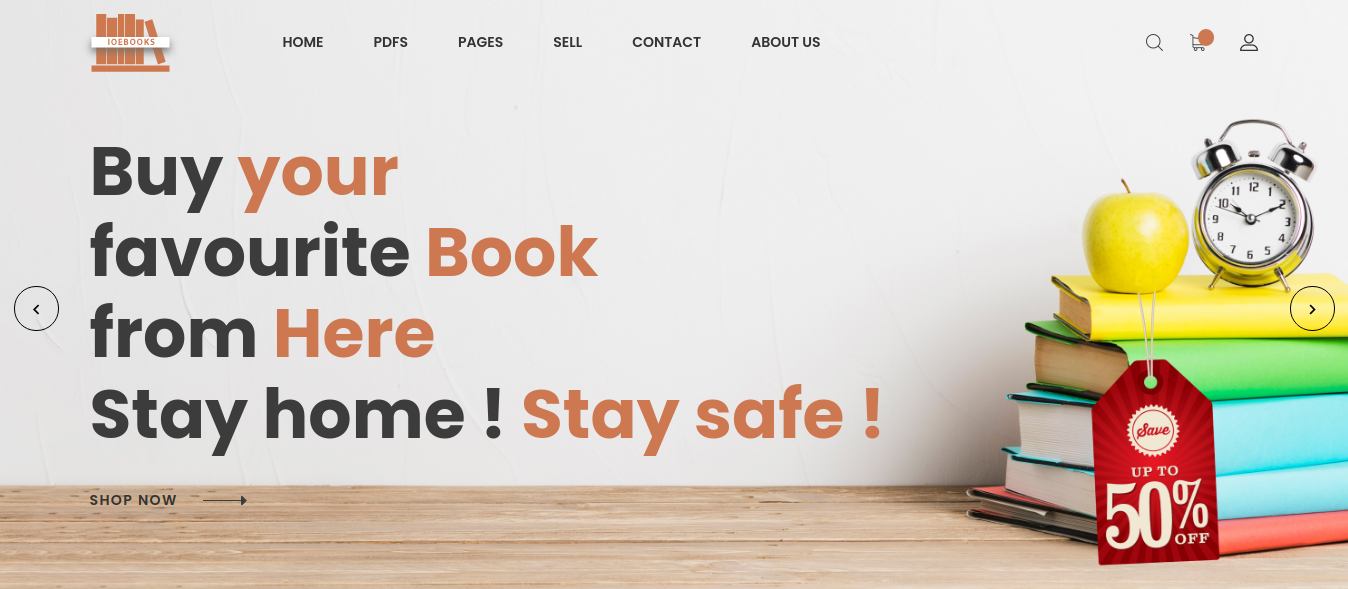 IOEBOOKS
HOME PDFS PAGES SELL CONTACT ABOUT US
Buy your
favourite Book
from Here
Stay home ! Stay safe !
SHOP NOW
12
1
2
3
4
5
6
7
8
9
10
11
Save
UP TO
50%
OFF